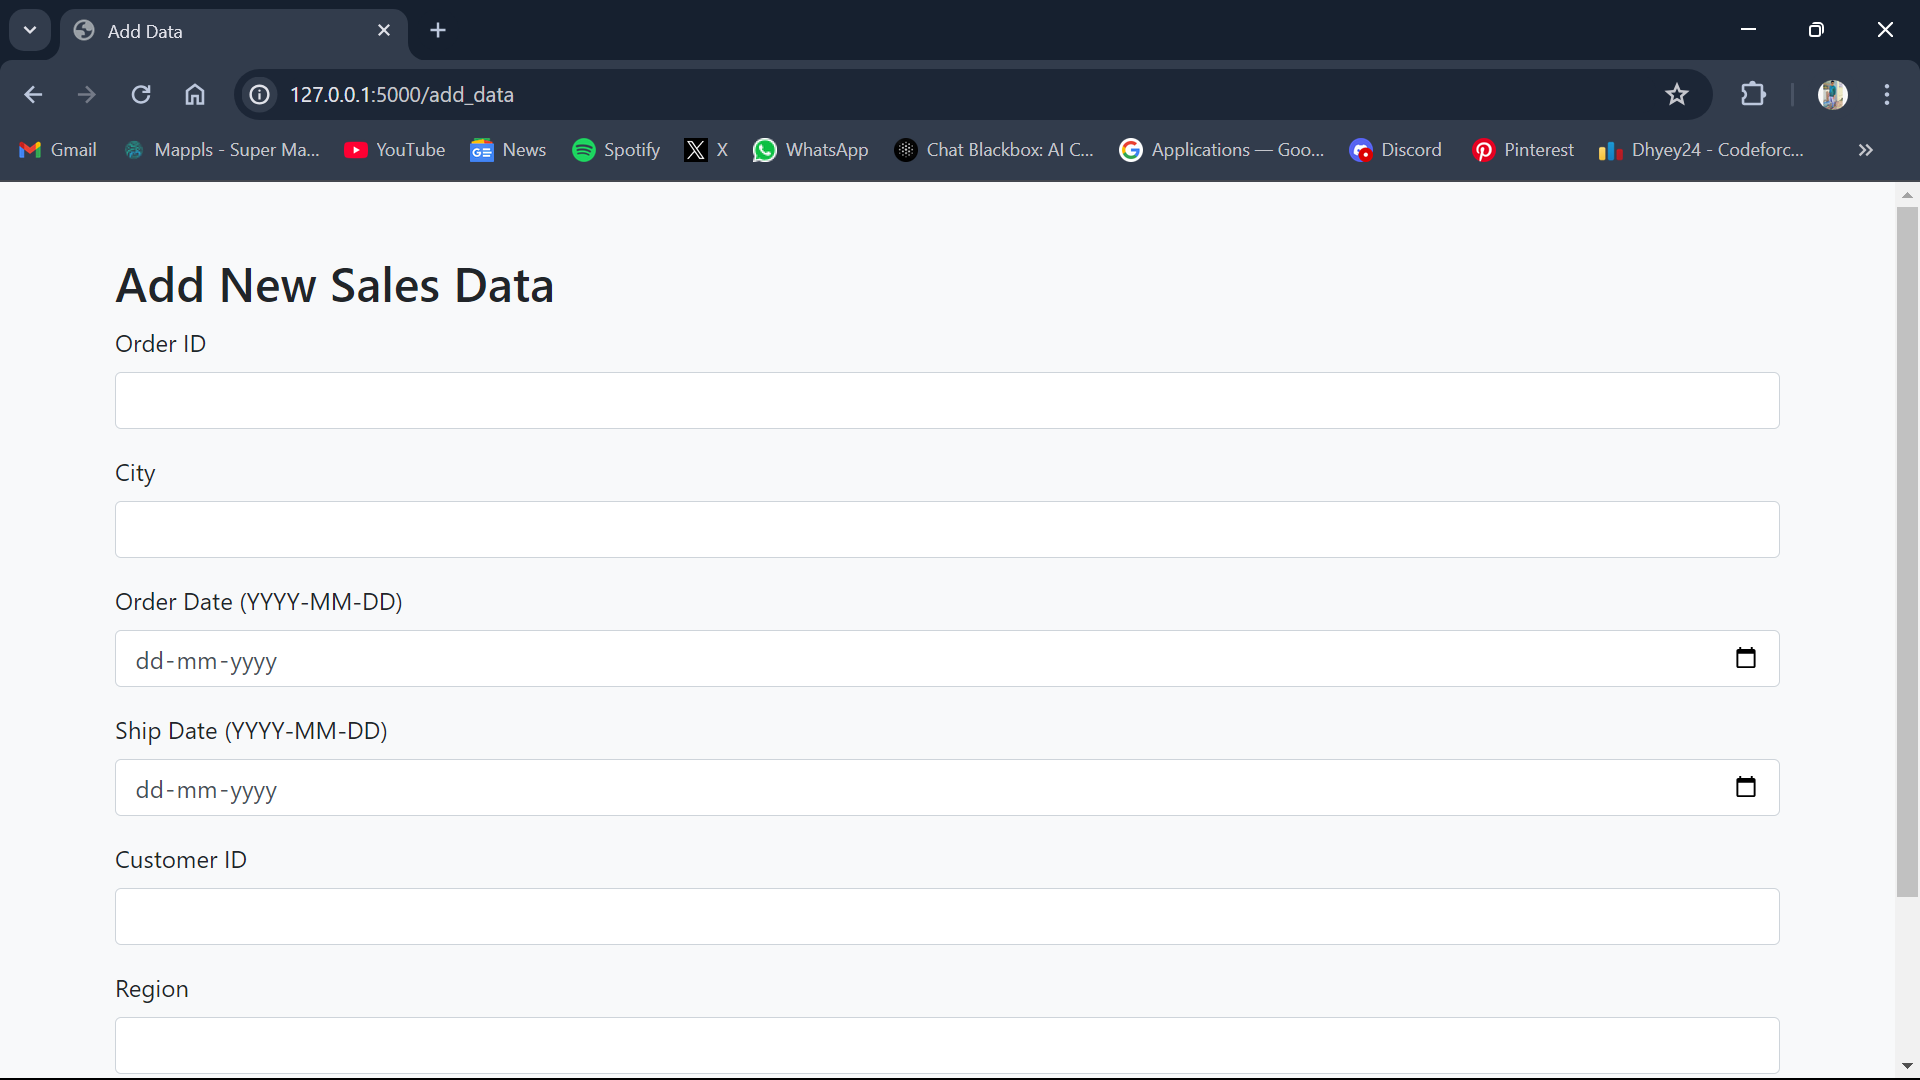 Add Data
127.0.0.1:5000/add_data
Gmail
Mappls - Super Ma...
YouTube
News
Spotify
X
WhatsApp
Chat Blackbox: AI C...
Applications — Goo...
Discord
Pinterest
Dhyey24 - Codeforc...
Add New Sales Data
Order ID
City
Order Date (YYYY-MM-DD)
dd-mm-yyyy
Ship Date (YYYY-MM-DD)
dd-mm-yyyy
Customer ID
Region